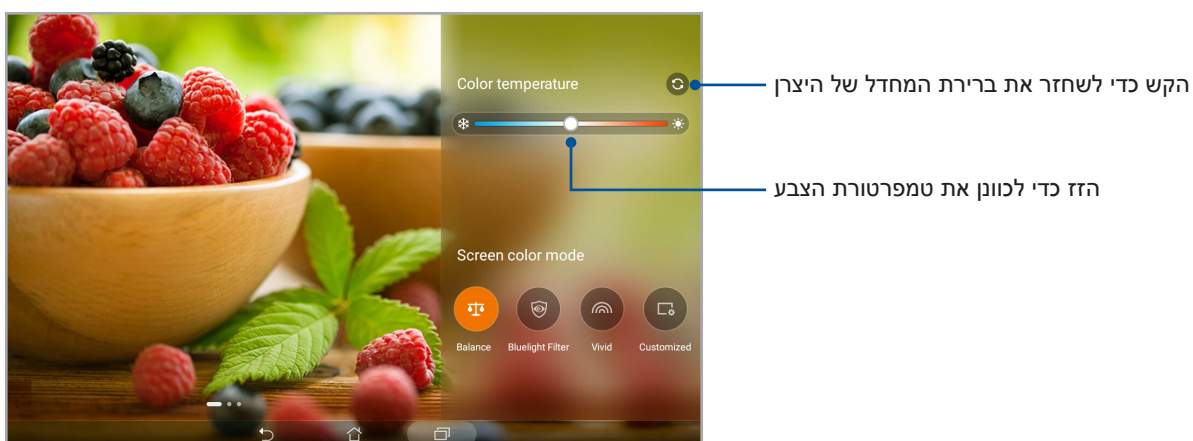 Color temperature
הקש כדי לשחזר את ברירת המחדל של היצרן
הזז כדי לכוונן את טמפרטורת הצבע
Screen color mode
Balance Bluelight Filter Vivid Customized